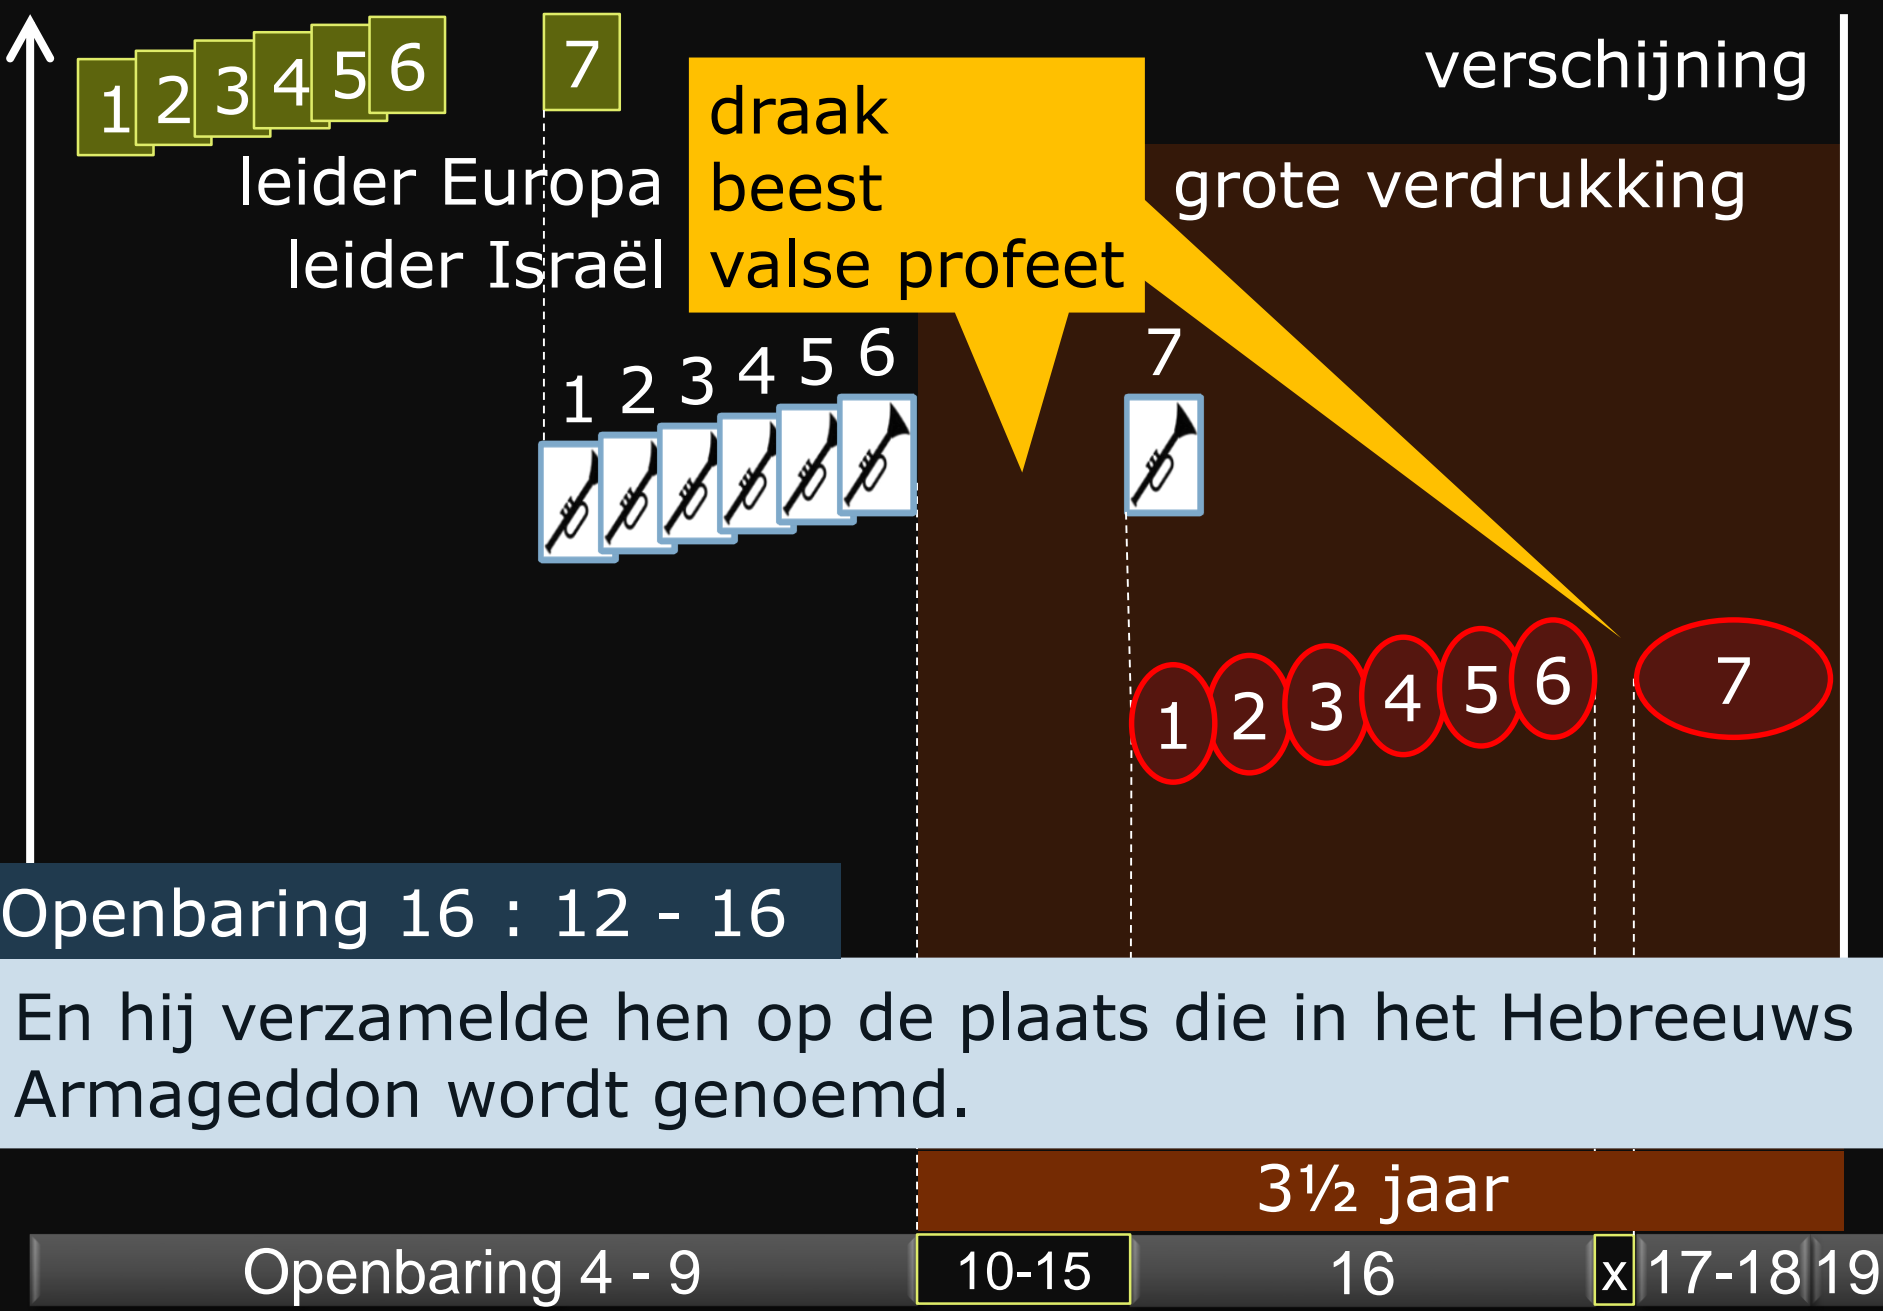 1 2 3 4 5 6 7
verschijning
draak
beest
valse profeet
leider Europa
leider Israël
grote verdrukking
1 2 3 4 5 6 7
1 2 3 4 5 6 7
Openbaring 16 : 12 - 16
En hij verzamelde hen op de plaats die in het Hebreeuws
Armageddon wordt genoemd.
3½ jaar
Openbaring 4 - 9 10-15 16 x 17-18 19